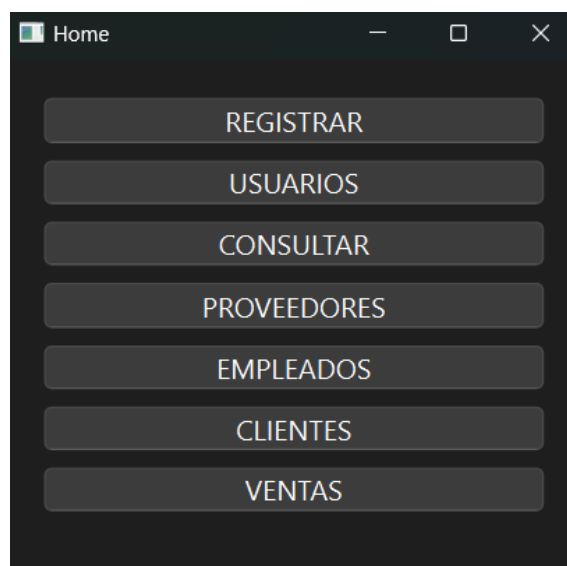 Home
REGISTRAR
USUARIOS
CONSULTAR
PROVEEDORES
EMPLEADOS
CLIENTES
VENTAS